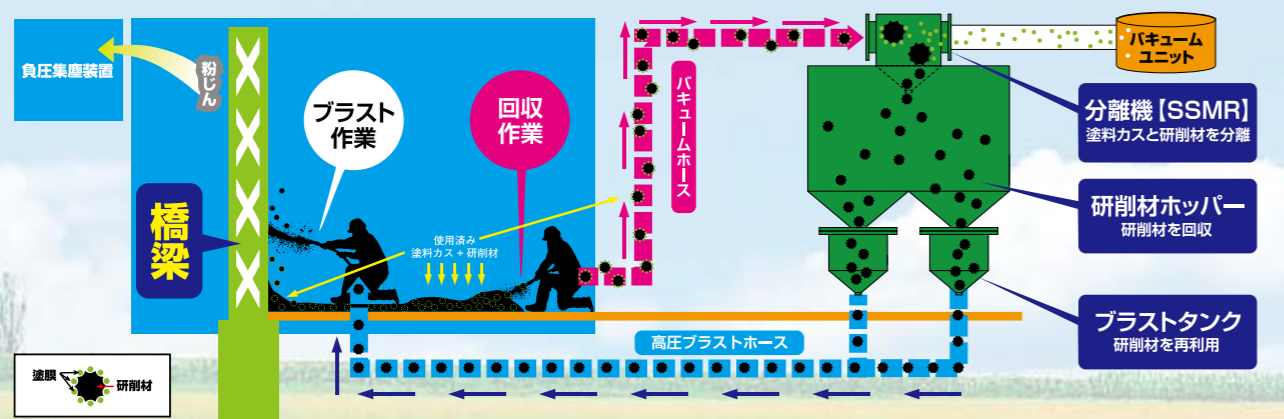 負圧集塵装置
粉じん
ブラスト
作業
回収
作業
バキュームホース
バキューム
ユニット
分離機【SSMR】
塗料カスと研削材を分離
研削材ホッパー
研削材を回収
ブラストタンク
研削材を再利用
橋梁
使用済み
塗料カス + 研削材
高圧ブラストホース
塗膜
研削材